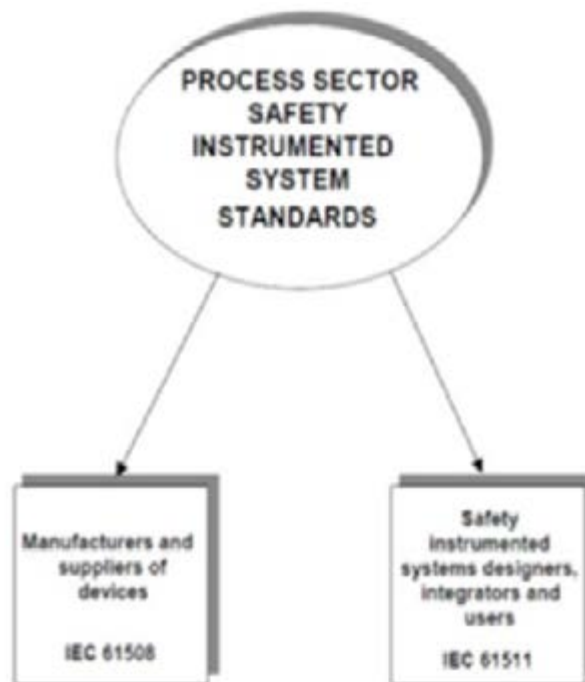 PROCESS SECTOR
SAFETY
INSTRUMENTED
SYSTEM
STANDARDS
Manufacturers and
suppliers of
devices
IEC 61508
Safety
instrumented
systems designers,
integrators and
users
IEC 61511